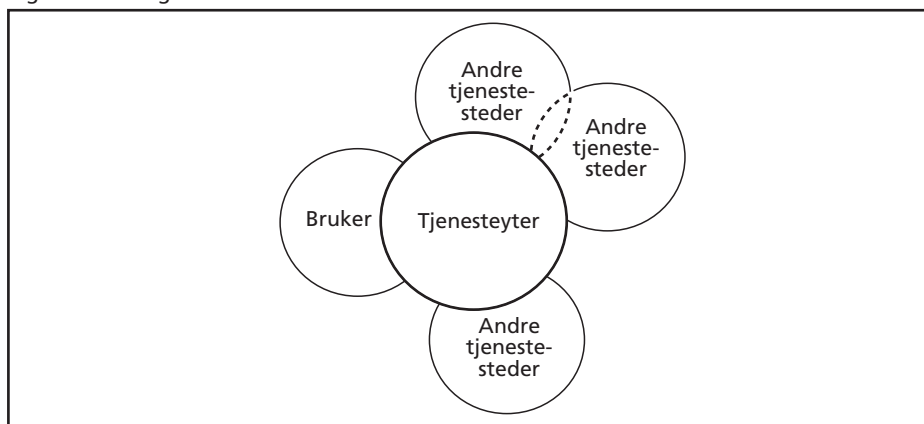 Andre
tjeneste-
steder
Andre
tjeneste-
steder
Bruker
Tjenesteyter
Andre
tjeneste-
steder